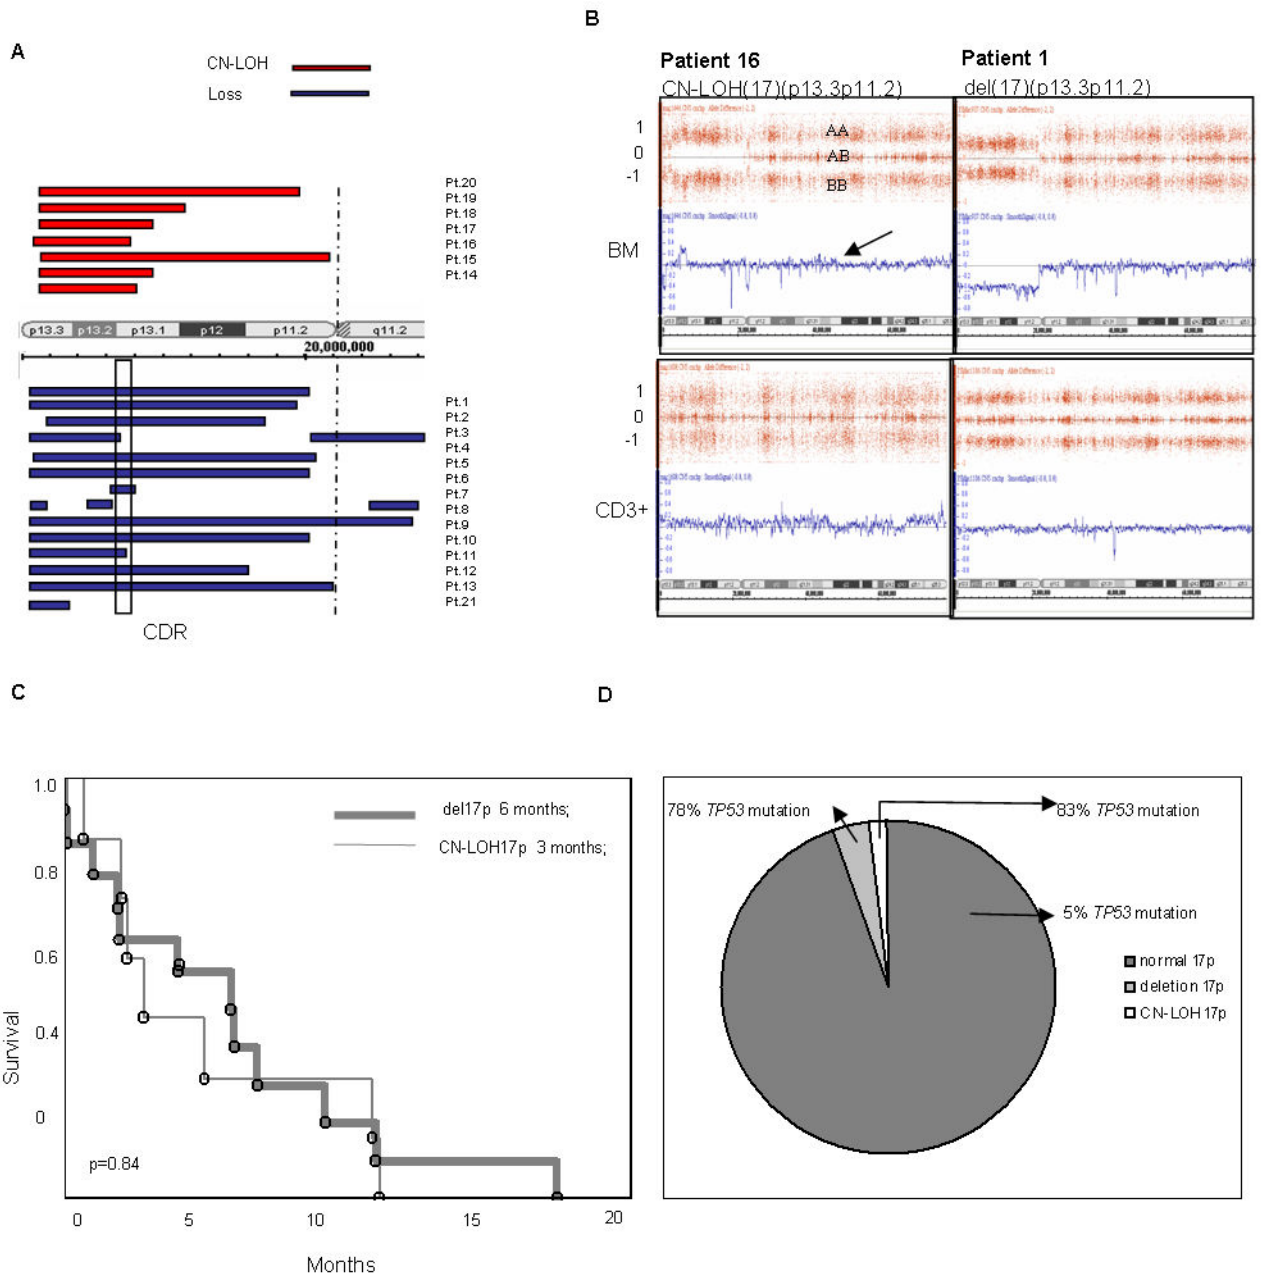 B
A
CN-LOH
Loss
Patient 16
Patient 1
CN-LOH(17)(p13.3p11.2)
del(17)(p13.3p11.2)
1
0
-1
AA
AB
BB
BM
Pt.20
Pt.19
Pt.18
Pt.17
Pt.16
Pt.15
Pt.14
p13.3
p13.2
p13.1
p12
p11.2
q11.2
20,000,000
Pt.1
Pt.2
Pt.3
Pt.4
Pt.5
Pt.6
Pt.7
Pt.8
Pt.9
Pt.10
Pt.11
Pt.12
Pt.13
Pt.21
CDR
1
0
-1
CD3+
C
D
1.0
0.8
0.6
0.4
0
Survival
del17p 6 months;
CN-LOH17p 3 months;
p=0.84
0
5
10
15
20
Months
78% TP53 mutation
83% TP53 mutation
5% TP53 mutation
normal 17p
deletion 17p
CN-LOH 17p